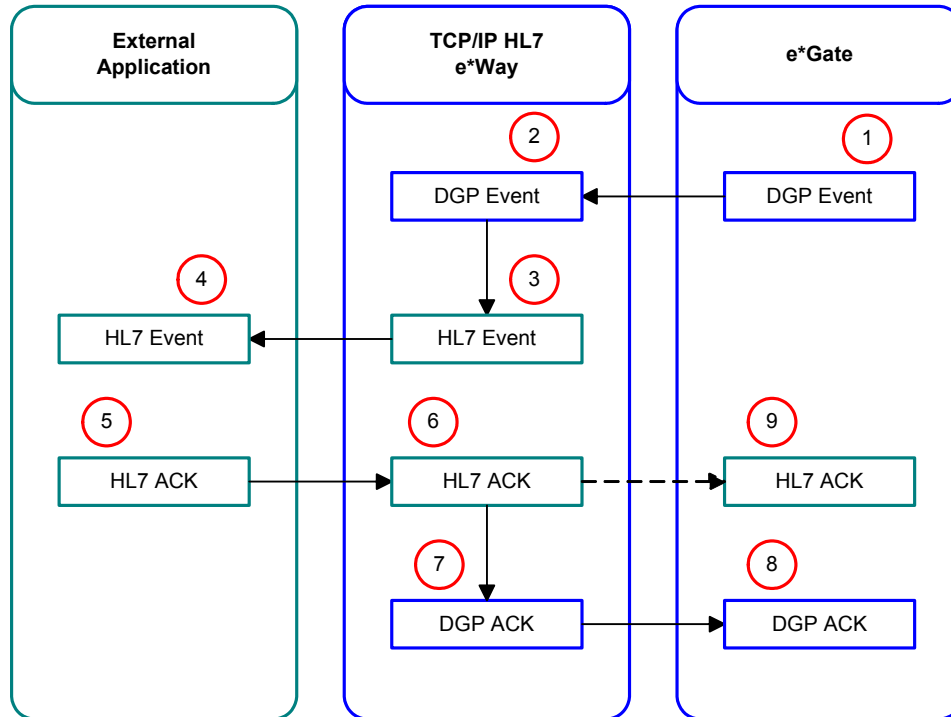 External
Application
TCP/IP HL7
e*Way
e*Gate
2
1
DGP Event
DGP Event
4
3
HL7 Event
HL7 Event
5
6
9
HL7 ACK
HL7 ACK
HL7 ACK
7
8
DGP ACK
DGP ACK